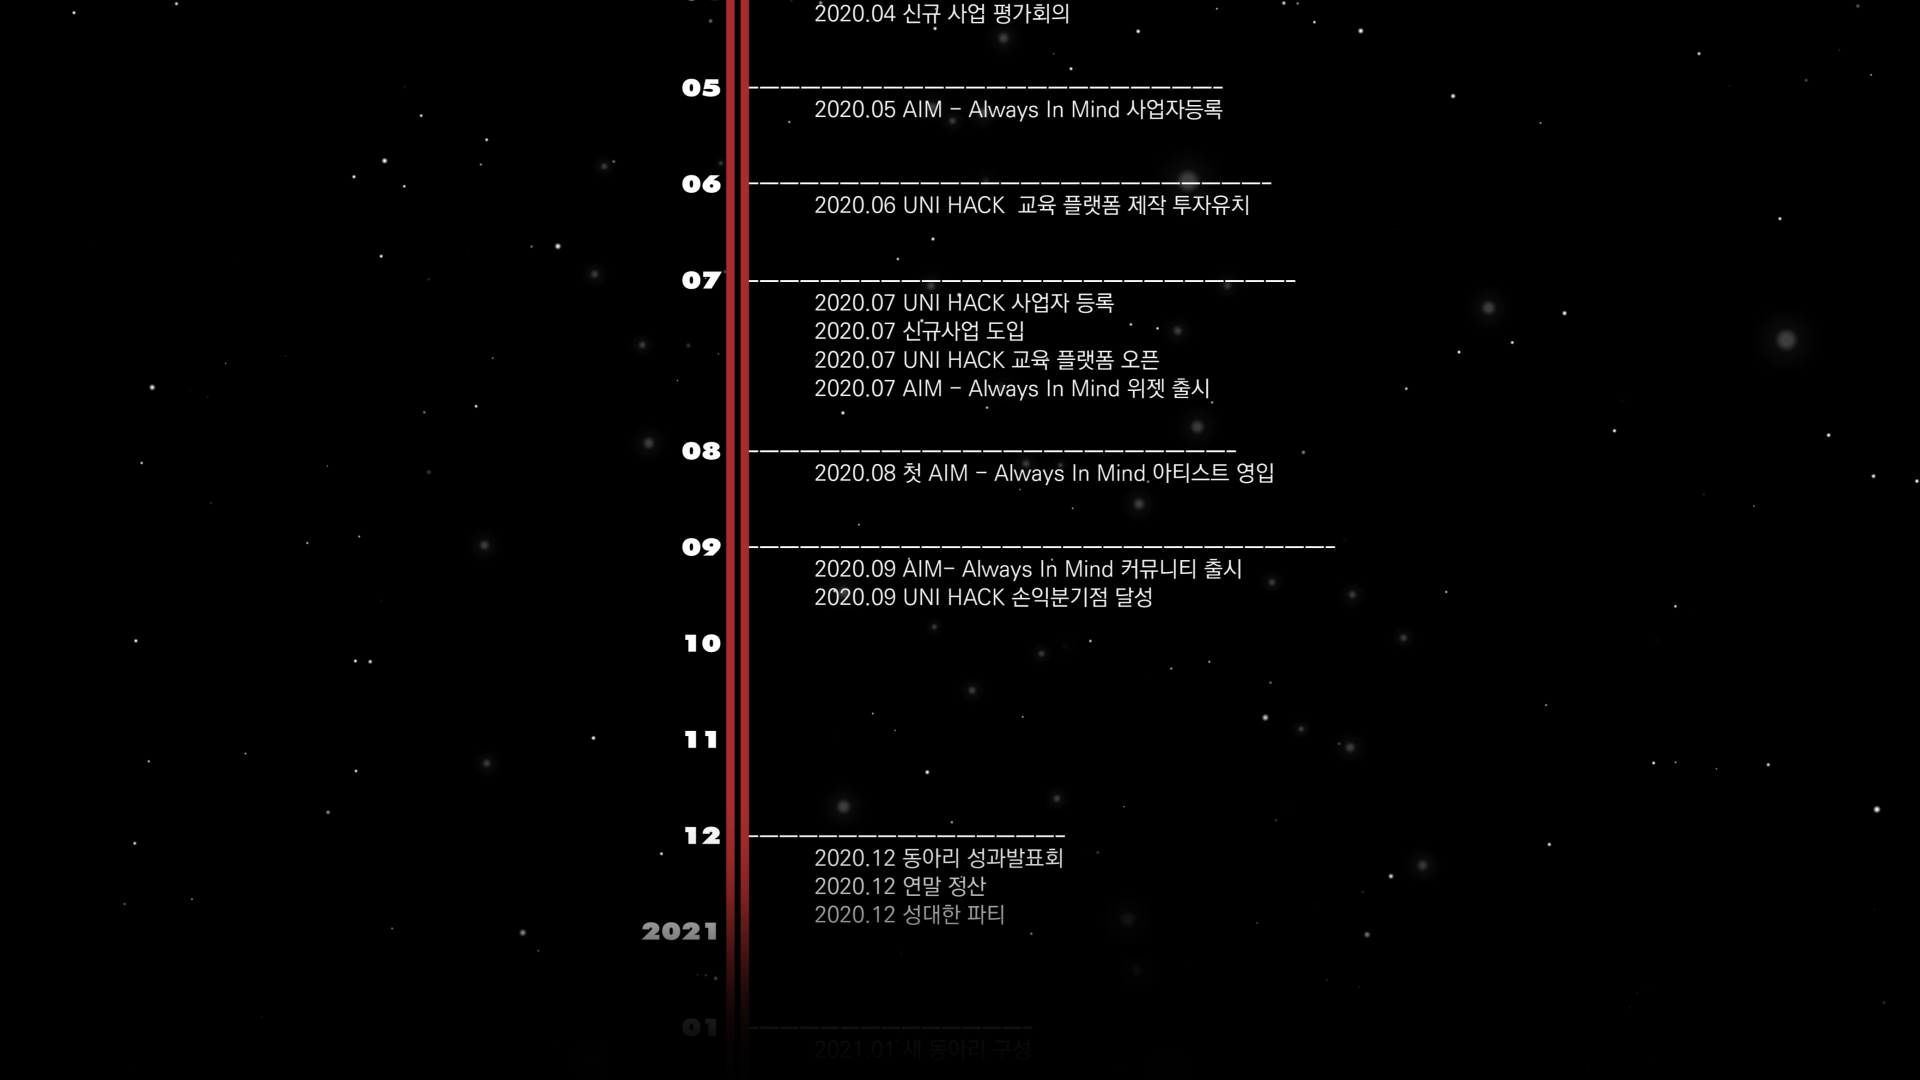 2020.04 신규 사업 평가회의
05
2020.05 AIM - Always In Mind 사업자등록
06
2020.06 UNI HACK  교육 플랫폼 제작 투자유치
07
2020.07 UNI HACK 사업자 등록
2020.07 신규사업 도입
2020.07 UNI HACK 교육 플랫폼 오픈
2020.07 AIM - Always In Mind 위젯 출시
08
2020.08 첫 AIM - Always In Mind 아티스트 영입
09
2020.09 AIM- Always In Mind 커뮤니티 출시
2020.09 UNI HACK 손익분기점 달성
10
11
12
2020.12 동아리 성과발표회
2020.12 연말 정산
2020.12 성대한 파티
2021
01
2021.01 새 동아리 구성